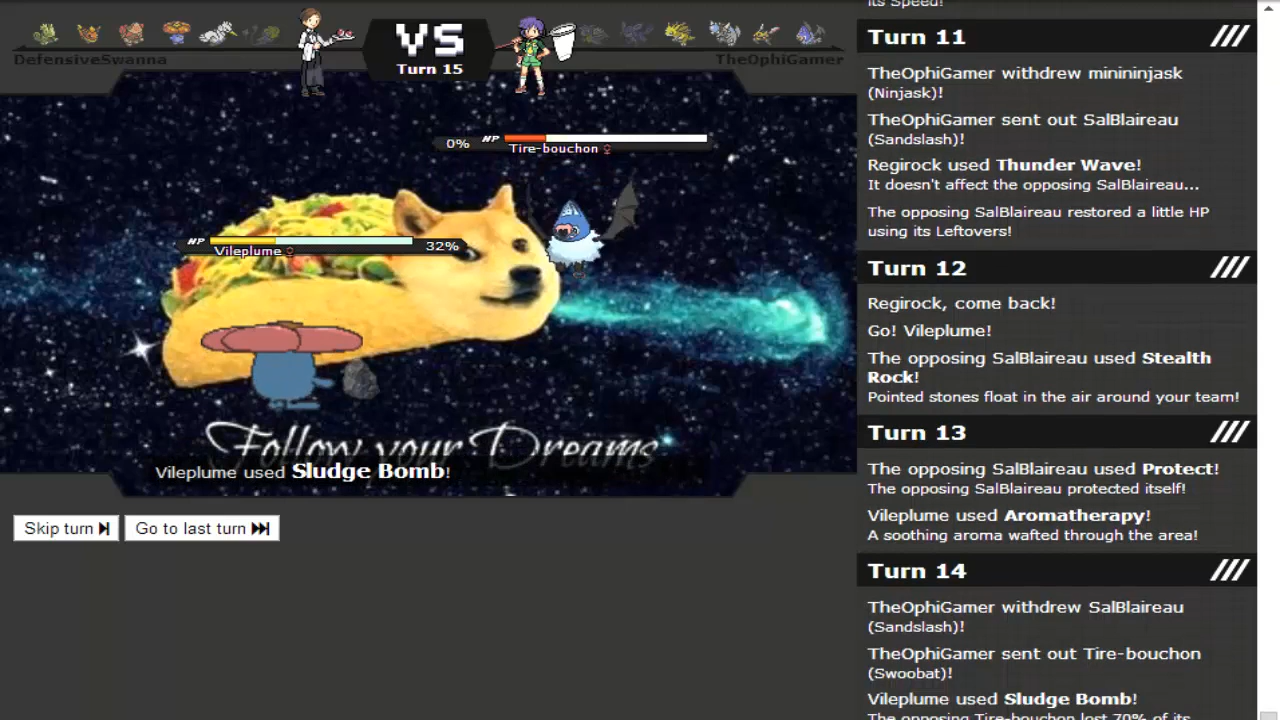 VS
Turn 15
DefensiveSwanna
TheOphiGamer
0%
HP
Tire-bouchon ♀
HP
32%
Vileplume ♀
Follow your Dreams
Vileplume used Sludge Bomb!
Skip turn
Go to last turn
its Speed!
Turn 11
TheOphiGamer withdrew minininjask
(Ninjask)!
TheOphiGamer sent out SalBlaireau
(Sandslash)!
Regirock used Thunder Wave!
It doesn't affect the opposing SalBlaireau...
The opposing SalBlaireau restored a little HP
using its Leftovers!
Turn 12
Regirock, come back!
Go! Vileplume!
The opposing SalBlaireau used Stealth
Rock!
Pointed stones float in the air around your team!
Turn 13
The opposing SalBlaireau used Protect!
The opposing SalBlaireau protected itself!
Vileplume used Aromatherapy!
A soothing aroma wafted through the area!
Turn 14
TheOphiGamer withdrew SalBlaireau
(Sandslash)!
TheOphiGamer sent out Tire-bouchon
(Swoobat)!
Vileplume used Sludge Bomb!
The opposing Tire-bouchon lost 70% of its